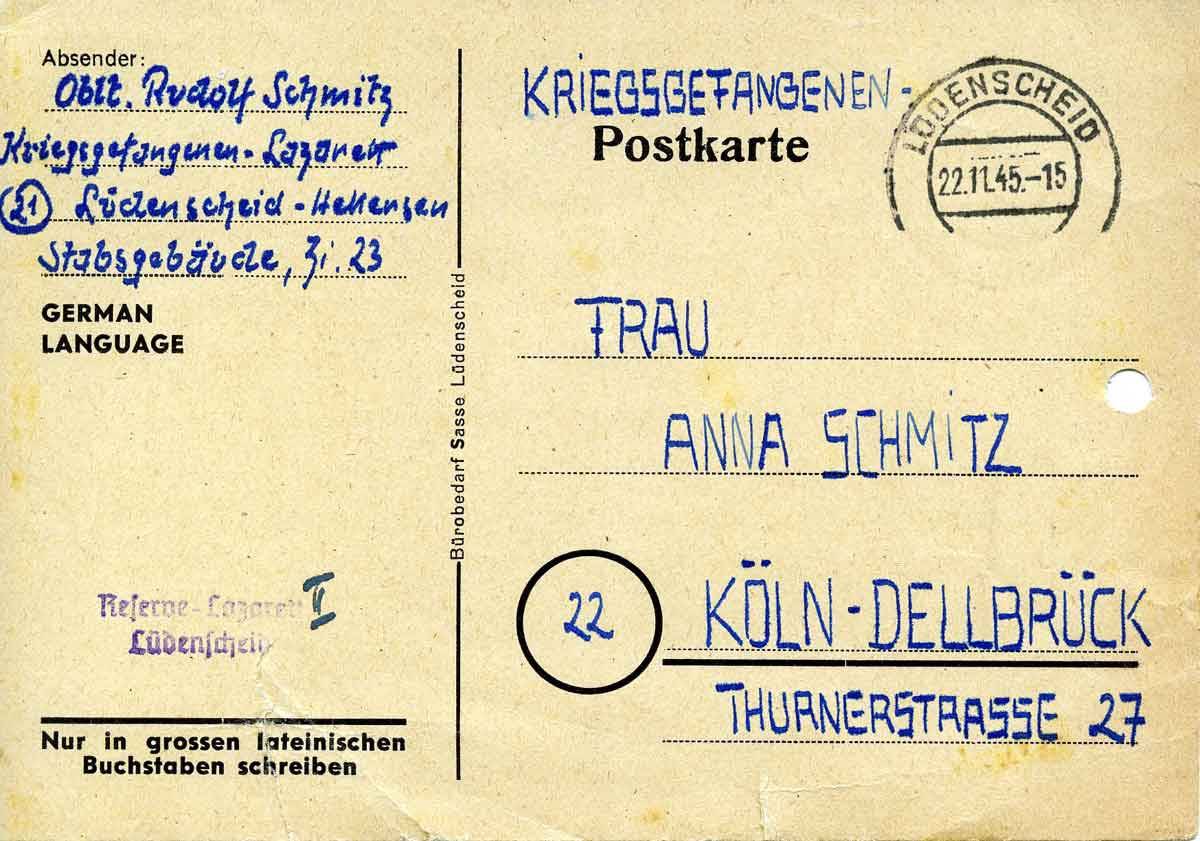 Absender:
Oblt. Rudolf Schmitz
Kriegsgefangenen-Lazarett
(21) Lüdenscheid-Hellersen
Stabsgebäude, Zi. 23
GERMAN
LANGUAGE
Reserve-Lazarett II
Lüdenscheid
Nur in grossen lateinischen
Buchstaben schreiben
Bürobedarf Sasse Lüdenscheid
KRIEGSGEFANGENEN-
Postkarte
LÜDENSCHEID
22.11.45.-15
FRAU
ANNA SCHMITZ
22 KÖLN-DELLBRÜCK
THURNERSTRASSE 27